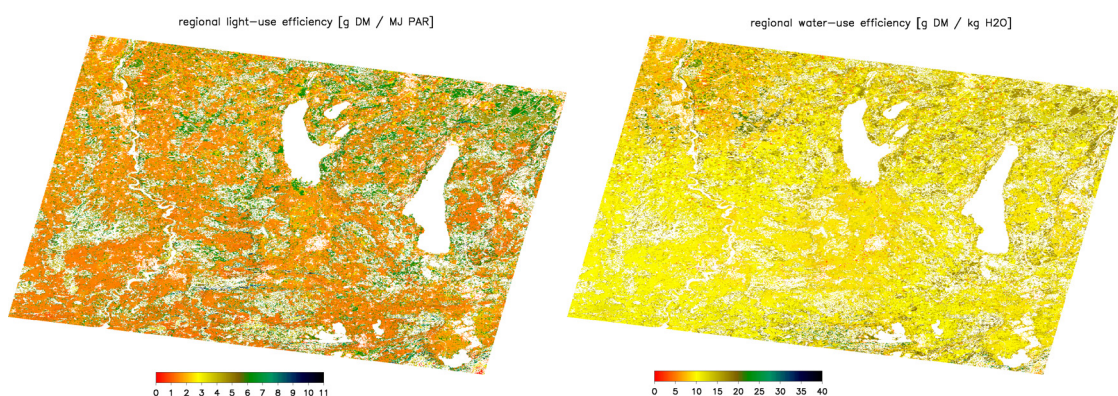 regional light-use efficiency [g DM / MJ PAR]
regional water-use efficiency [g DM / kg H2O]
0 1 2 3 4 5 6 7 8 9 10 11
0 5 10 15 20 25 30 35 40